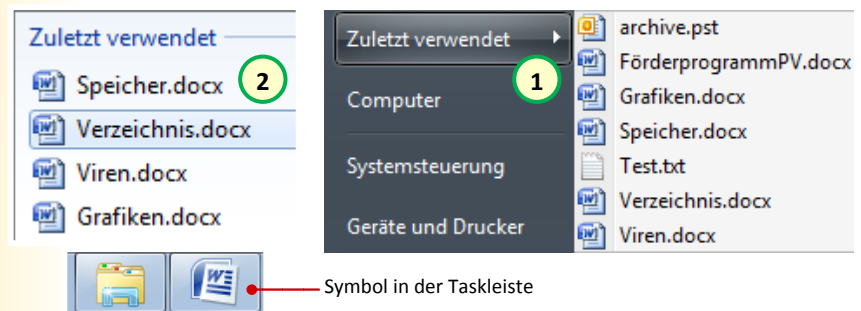 Zuletzt verwendet
Speicher.docx
2
Verzeichnis.docx
Viren.docx
Grafiken.docx
Zuletzt verwendet
1
Computer
Systemsteuerung
Geräte und Drucker
archive.pst
FörderprogrammPV.docx
Grafiken.docx
Speicher.docx
Test.txt
Verzeichnis.docx
Viren.docx
Symbol in der Taskleiste